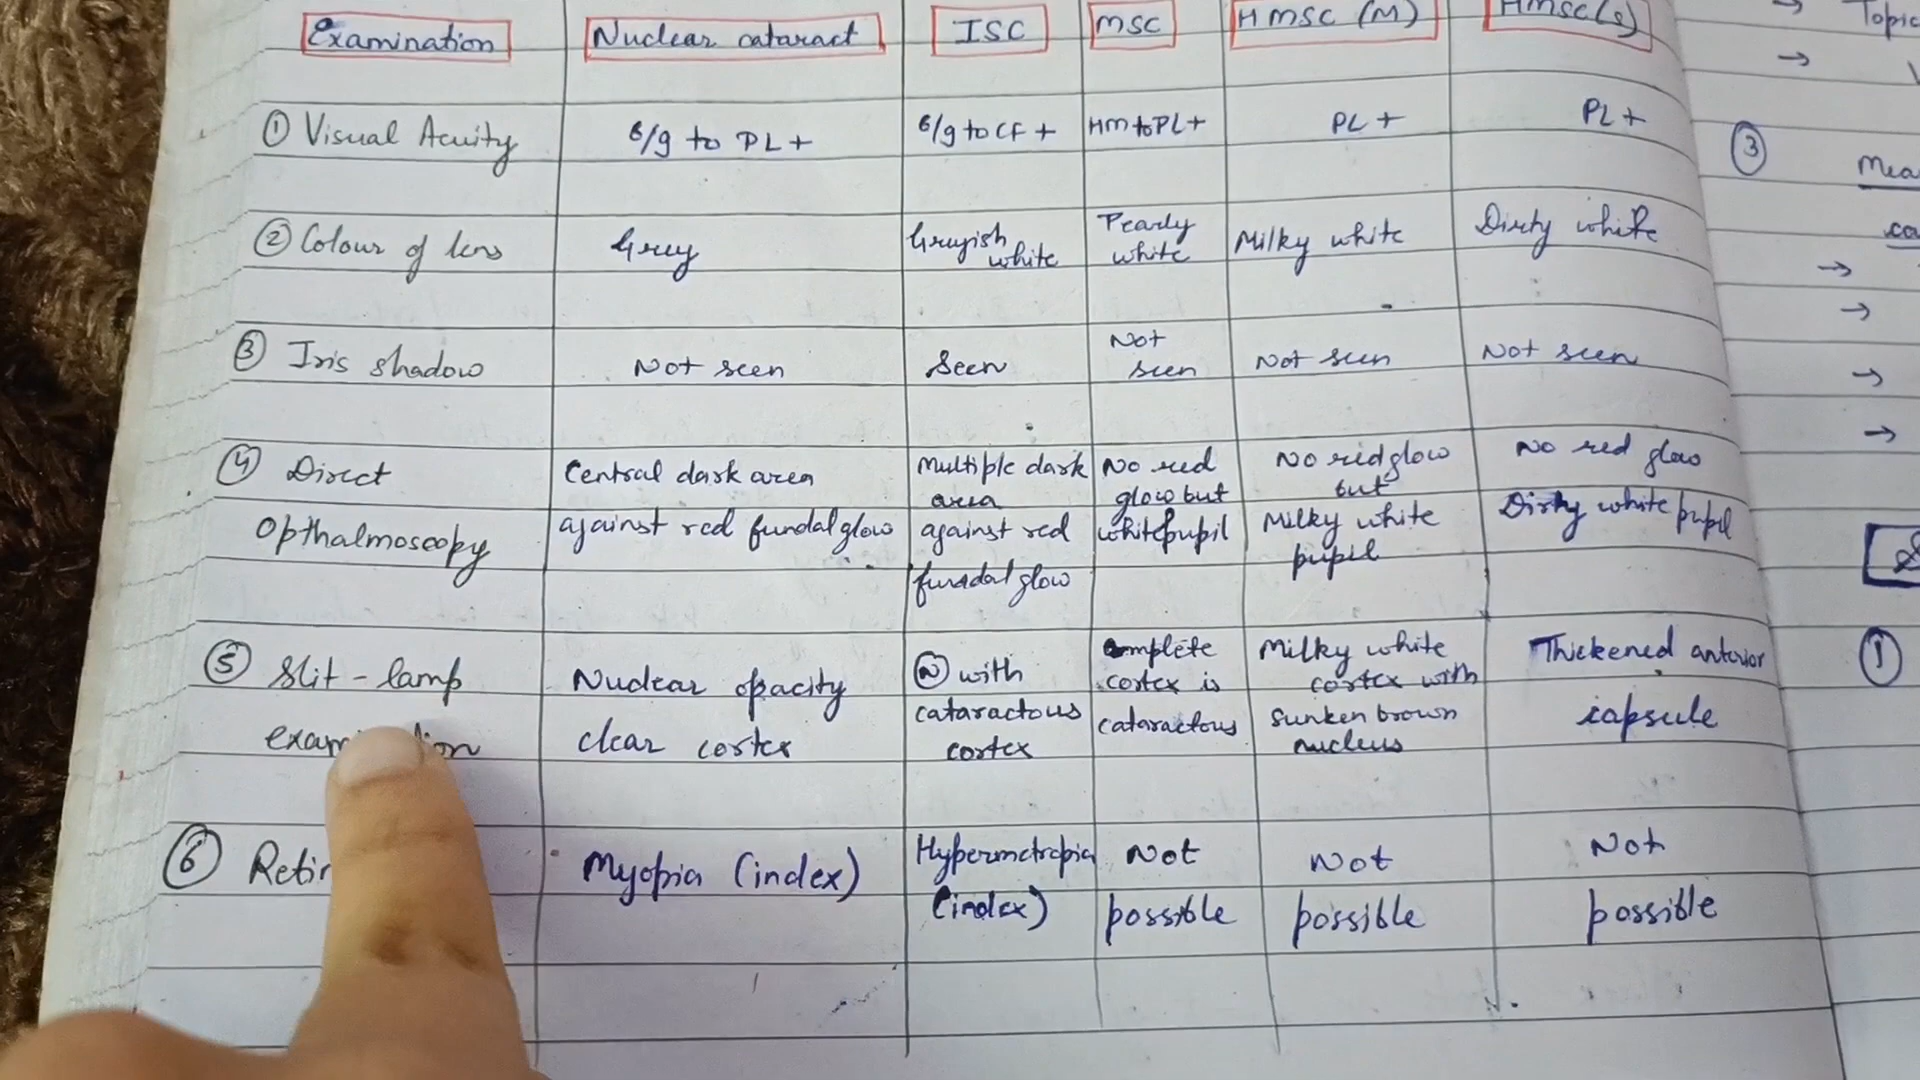 Examination Nuclear cataract ISC MSC HMSC (M) HMSC(S)
① Visual Acuity 6/9 to PL+ 6/9 to CF + HM to PL+ PL + PL +
② Colour of lens Grey Greyish white Pearly white Milky white Dirty white
③ Iris shadow Not seen Seen Not seen Not seen Not seen
④ Direct Central dark area Multiple dark area No red glow but No red glow but No red glow
Opthalmoscopy against red fundal glow against red fundal glow white pupil Milky white pupil Dirty white pupil
⑤ Slit-lamp Nuclear opacity Ⓝ with complete cortex is Milky white cortex with Thickened anterior
clear cortex cataractous cortex cataractous sunken brown nucleus capsule
⑥ Myopia (index) Hypermetropia (index) Not possible Not possible Not possible
→ Topic
→
③
→
→
→
→
①